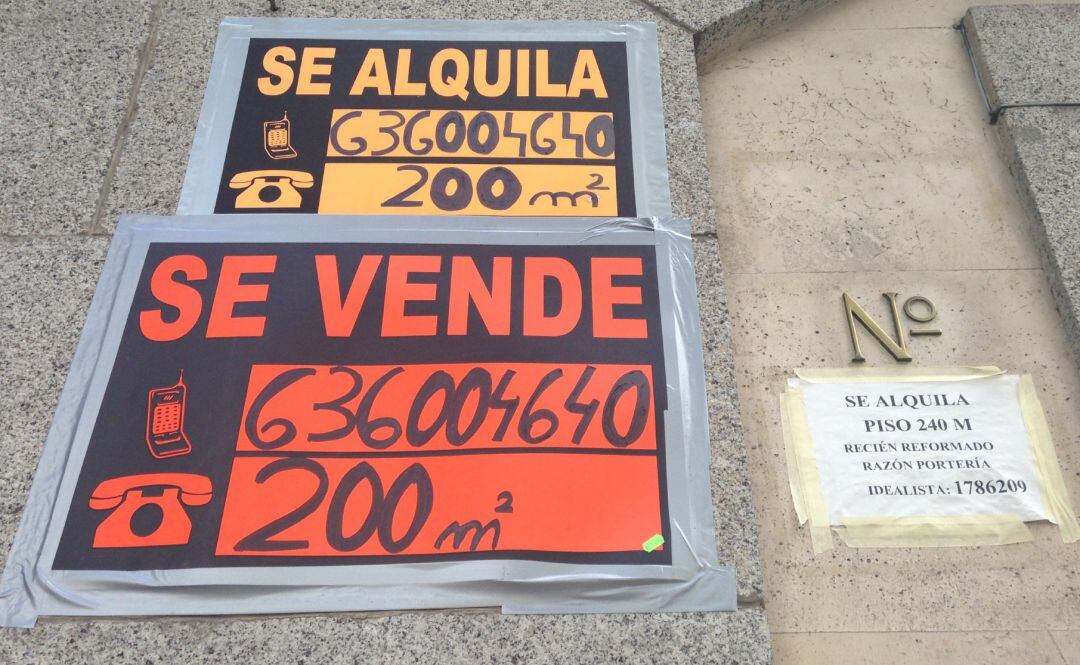 SE ALQUILA
636004640
200 m²
SE VENDE
636004640
200 m²
Nº
SE ALQUILA
PISO 240 M
RECIÉN REFORMADO
RAZÓN PORTERÍA
IDEALISTA: 1786209